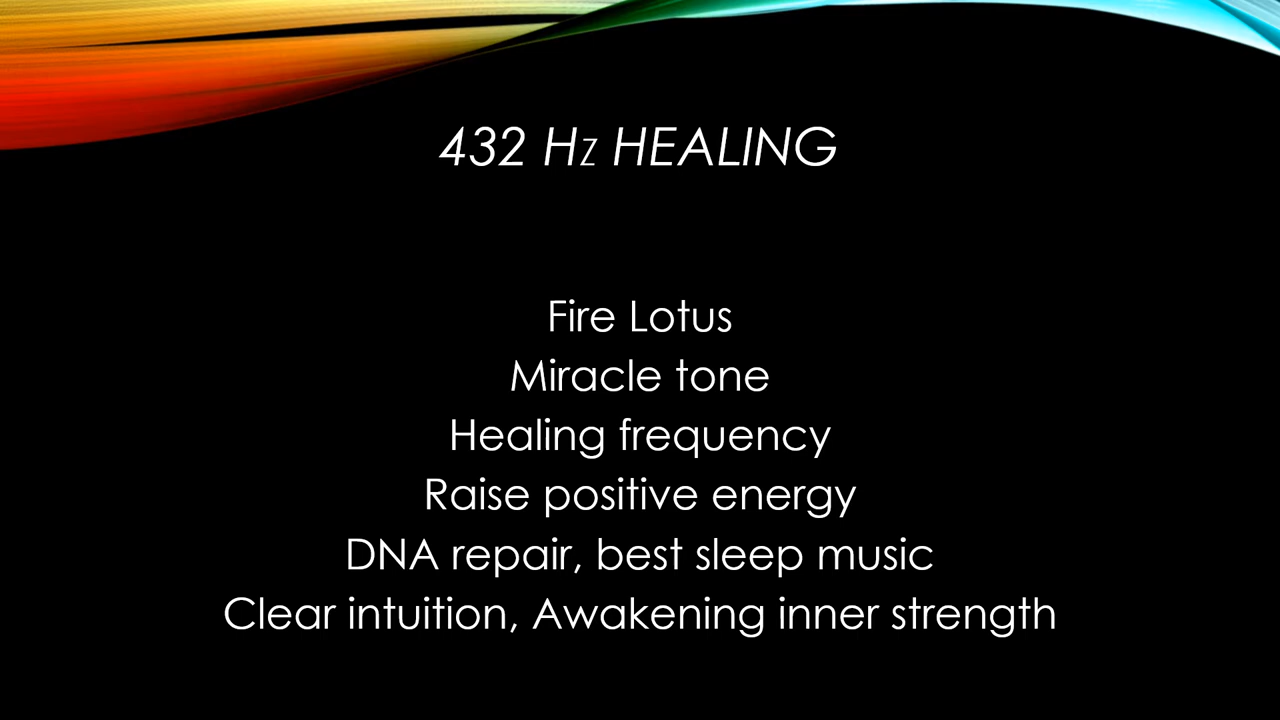 432 Hz HEALING
Fire Lotus
Miracle tone
Healing frequency
Raise positive energy
DNA repair, best sleep music
Clear intuition, Awakening inner strength